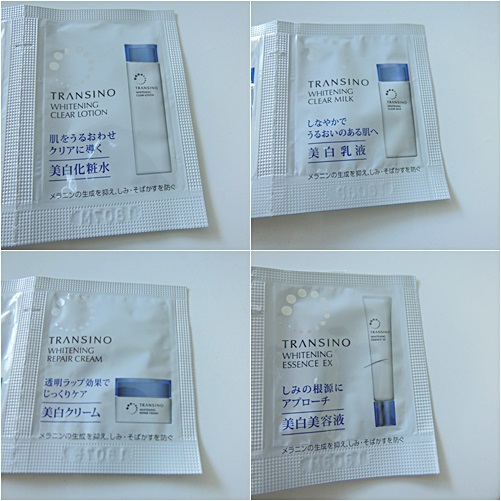 TRANSINO
WHITENING
CLEAR LOTION
肌をうるおわせ
クリアに導く
美白化粧水
メラニンの生成を抑え、しみ・そばかすを防ぐ
TRANSINO
WHITENING
CLEAR MILK
しなやかで
うるおいのある肌へ
美白乳液
メラニンの生成を抑え、しみ・そばかすを防ぐ
TRANSINO
WHITENING
REPAIR CREAM
透明ラップ効果で
じっくりケア
美白クリーム
TRANSINO
メラニンの生成を抑え、しみ・そばかすを防ぐ
TRANSINO
WHITENING
ESSENCE EX
しみの根源に
アプローチ
美白美容液
TRANSINO
メラニンの生成を抑え、しみ・そばかすを防ぐ